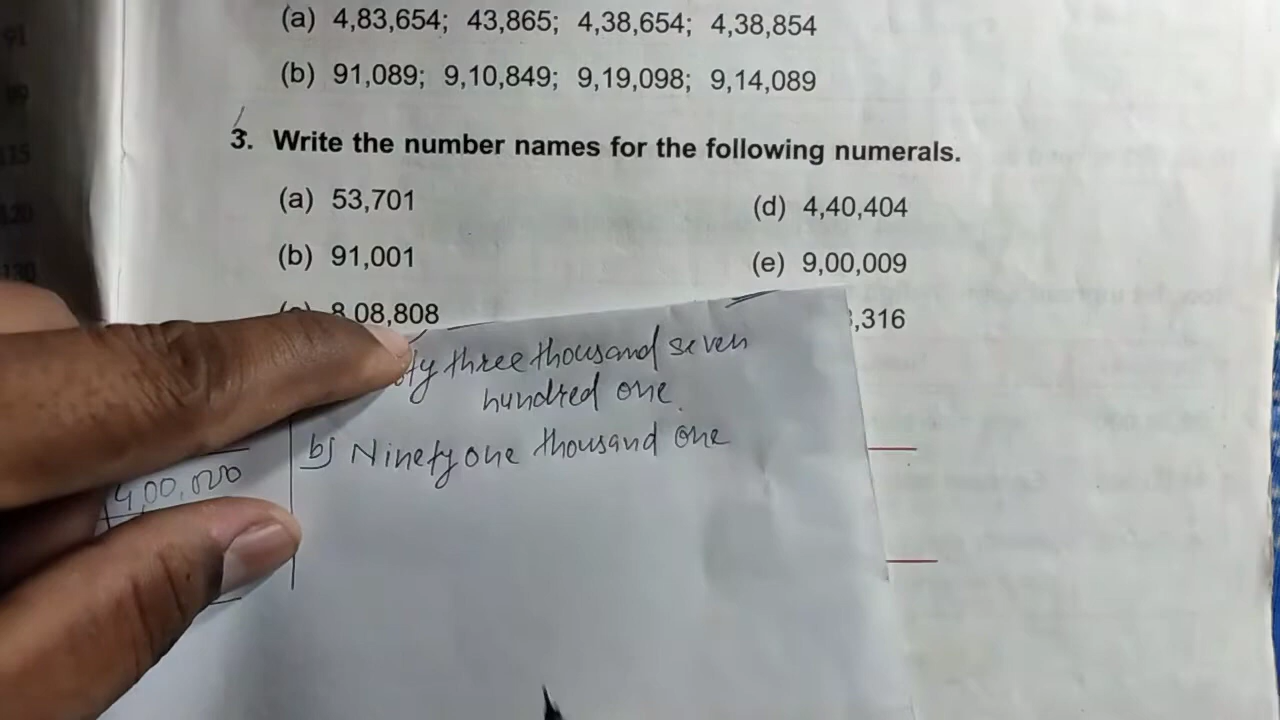 (a) 4,83,654; 43,865; 4,38,654; 4,38,854
(b) 91,089; 9,10,849; 9,19,098; 9,14,089
3. Write the number names for the following numerals.
(a) 53,701
(d) 4,40,404
(b) 91,001
(e) 9,00,009
8,08,808
,316
three thousand seven
hundred one.
b) Ninety one thousand one
4,00,000